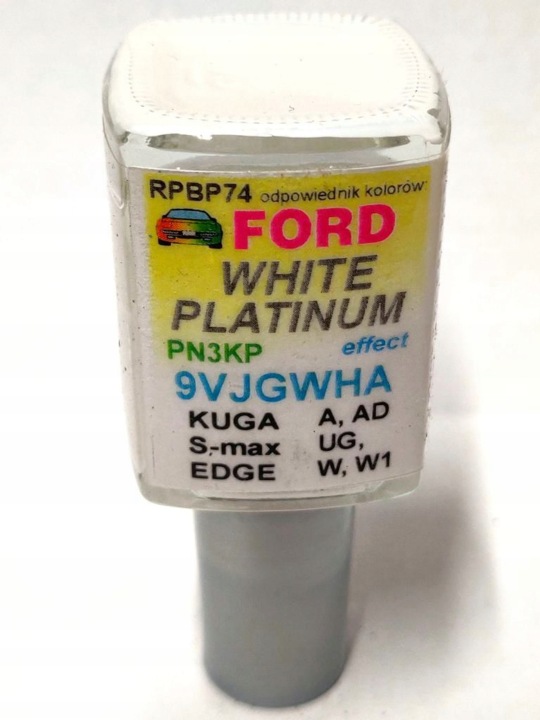 RPBP74 odpowiednik kolorów
FORD
WHITE
PLATINUM
PN3KP effect
9VJGWHA
KUGA A, AD
S.-max UG,
EDGE W, W1